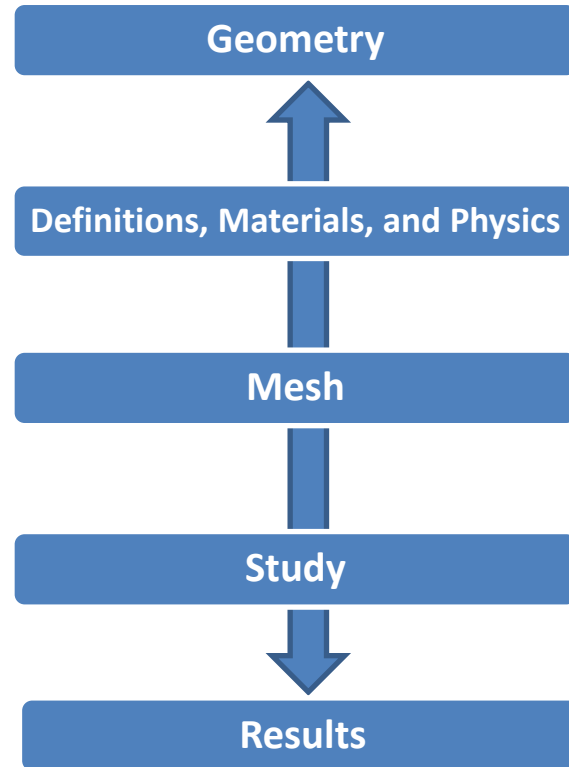 Geometry
Definitions, Materials, and Physics
Mesh
Study
Results